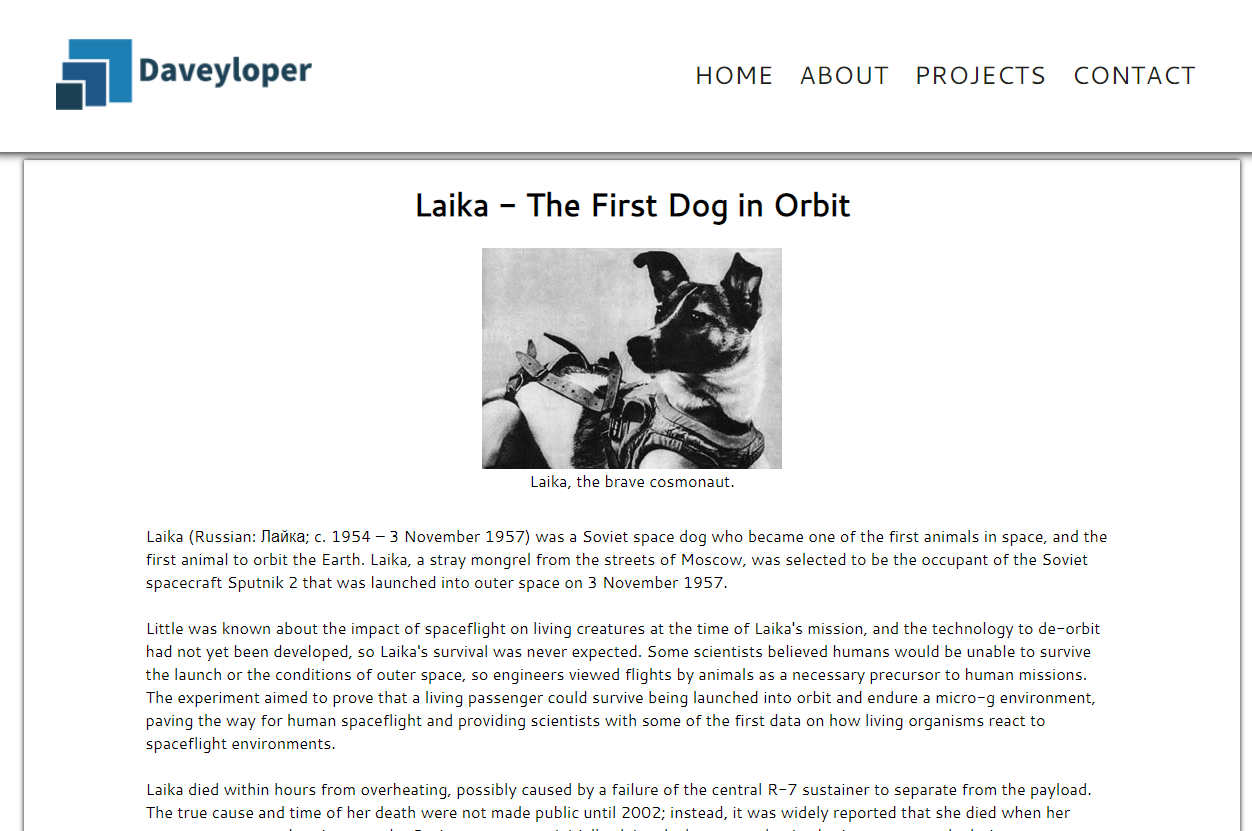 Daveyloper
HOME ABOUT PROJECTS CONTACT
Laika - The First Dog in Orbit
Laika, the brave cosmonaut.
Laika (Russian: Лайка; c. 1954 – 3 November 1957) was a Soviet space dog who became one of the first animals in space, and the
first animal to orbit the Earth. Laika, a stray mongrel from the streets of Moscow, was selected to be the occupant of the Soviet
spacecraft Sputnik 2 that was launched into outer space on 3 November 1957.
Little was known about the impact of spaceflight on living creatures at the time of Laika's mission, and the technology to de-orbit
had not yet been developed, so Laika's survival was never expected. Some scientists believed humans would be unable to survive
the launch or the conditions of outer space, so engineers viewed flights by animals as a necessary precursor to human missions.
The experiment aimed to prove that a living passenger could survive being launched into orbit and endure a micro-g environment,
paving the way for human spaceflight and providing scientists with some of the first data on how living organisms react to
spaceflight environments.
Laika died within hours from overheating, possibly caused by a failure of the central R-7 sustainer to separate from the payload.
The true cause and time of her death were not made public until 2002; instead, it was widely reported that she died when her